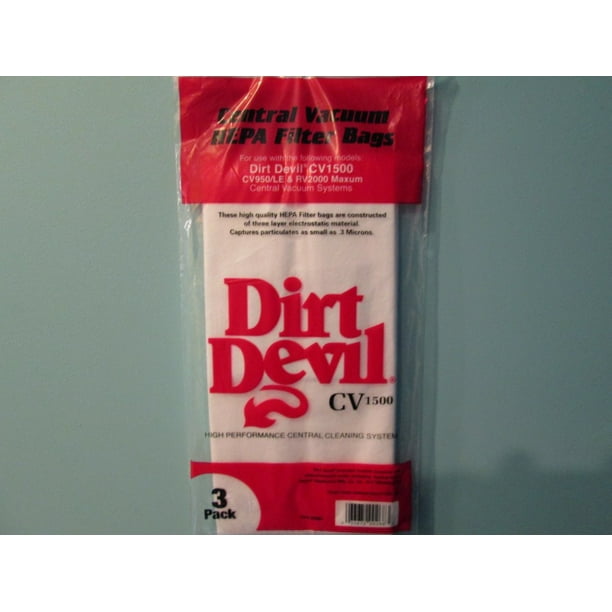 Central Vacuum
HEPA Filter Bags
For use with the following models:
Dirt Devil CV1500
CV950/LE & RV2000 Maxum
Central Vacuum Systems
These high quality HEPA Filter bags are constructed
of three layer electrostatic material.
Captures particulates as small as .3 Microns.
Dirt
Devil®
CV1500
HIGH PERFORMANCE CENTRAL CLEANING SYSTEM
3
Pack